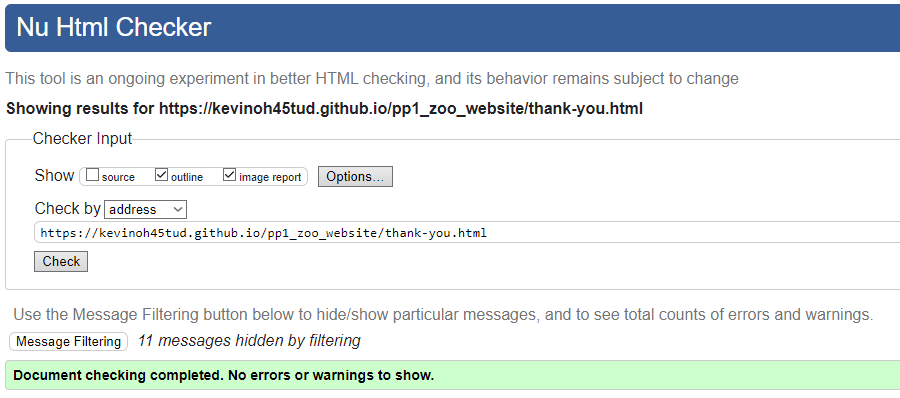 Nu Html Checker
This tool is an ongoing experiment in better HTML checking, and its behavior remains subject to change
Showing results for https://kevinoh45tud.github.io/pp1_zoo_website/thank-you.html
Checker Input
Show source outline image report Options...
Check by address
https://kevinoh45tud.github.io/pp1_zoo_website/thank-you.html
Check
Use the Message Filtering button below to hide/show particular messages, and to see total counts of errors and warnings.
Message Filtering 11 messages hidden by filtering
Document checking completed. No errors or warnings to show.